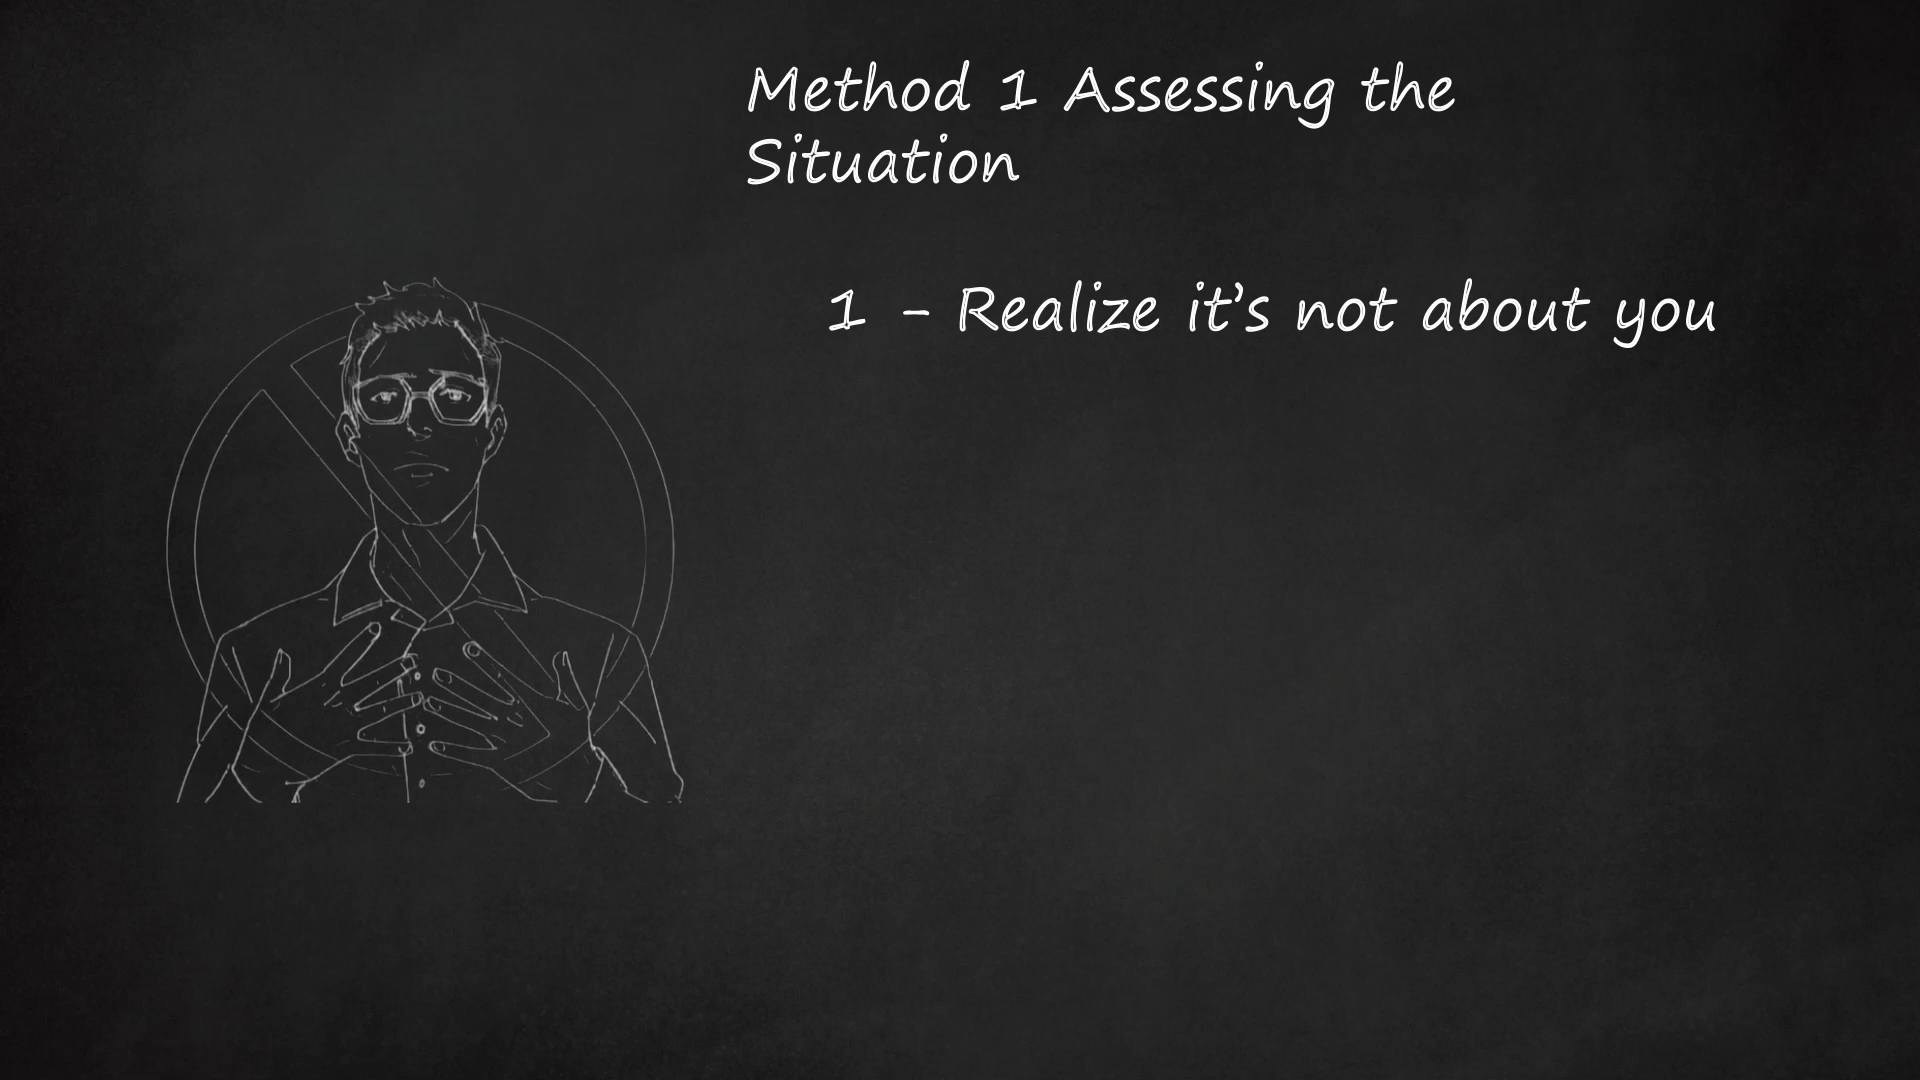 Method 1 Assessing the
Situation
1 - Realize it’s not about you